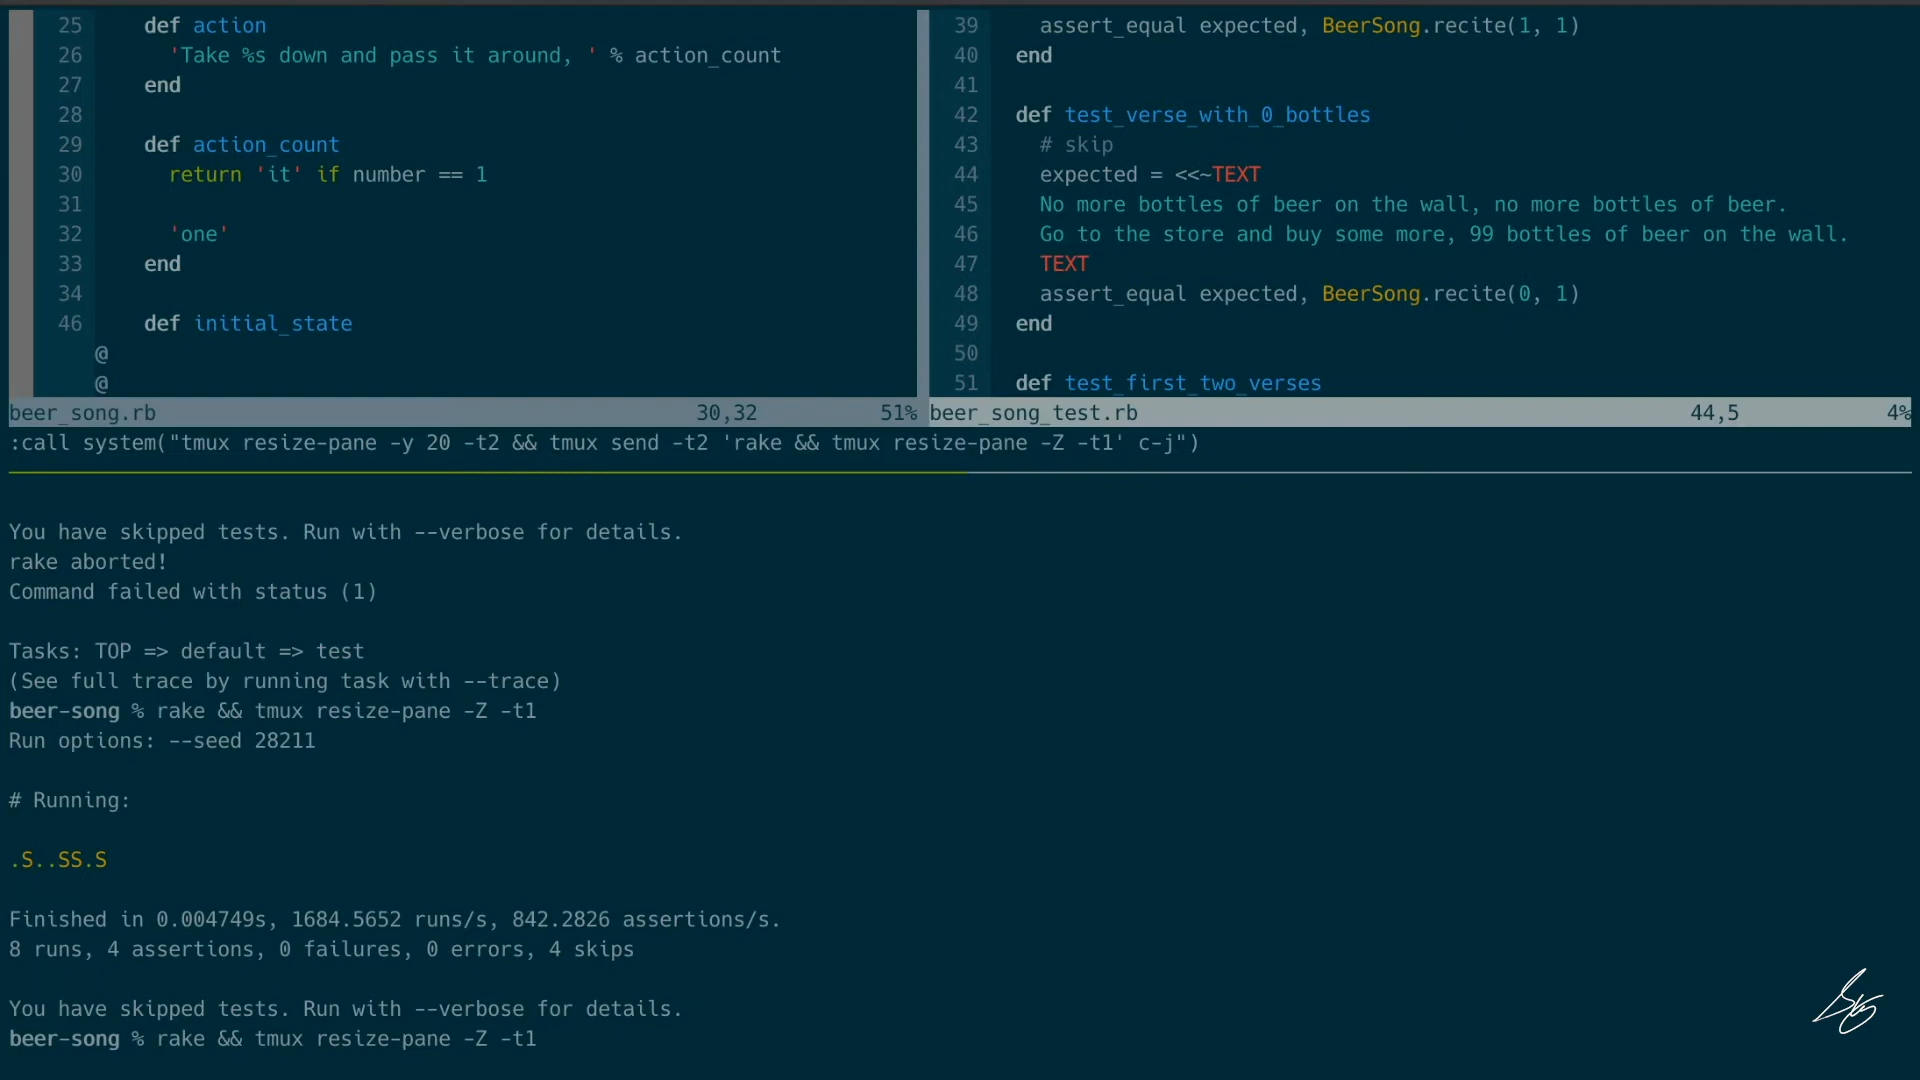 25    def action
26      'Take %s down and pass it around, ' % action_count
27    end
28
29    def action_count
30      return 'it' if number == 1
31
32      'one'
33    end
34
46    def initial_state
@
@
beer_song.rb 30,32 51%
39    assert_equal expected, BeerSong.recite(1, 1)
40  end
41
42  def test_verse_with_0_bottles
43    # skip
44    expected = <<~TEXT
45    No more bottles of beer on the wall, no more bottles of beer.
46    Go to the store and buy some more, 99 bottles of beer on the wall.
47    TEXT
48    assert_equal expected, BeerSong.recite(0, 1)
49  end
50
51  def test_first_two_verses
beer_song_test.rb 44,5 4%
:call system("tmux resize-pane -y 20 -t2 && tmux send -t2 'rake && tmux resize-pane -Z -t1' c-j")
You have skipped tests. Run with --verbose for details.
rake aborted!
Command failed with status (1)
Tasks: TOP => default => test
(See full trace by running task with --trace)
beer-song % rake && tmux resize-pane -Z -t1
Run options: --seed 28211
# Running:
.S..SS.S
Finished in 0.004749s, 1684.5652 runs/s, 842.2826 assertions/s.
8 runs, 4 assertions, 0 failures, 0 errors, 4 skips
You have skipped tests. Run with --verbose for details.
beer-song % rake && tmux resize-pane -Z -t1